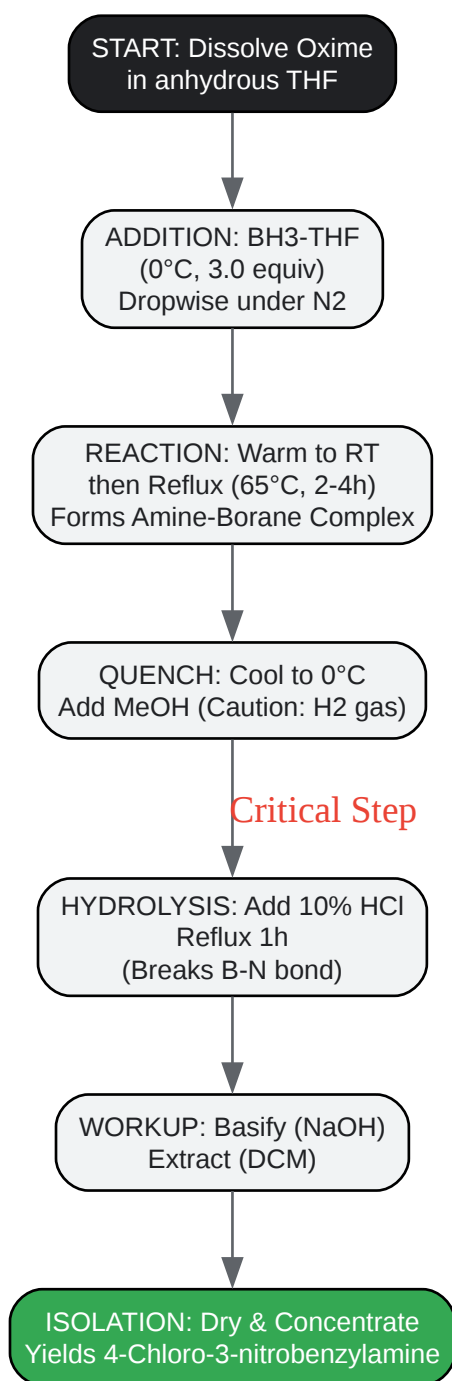 START: Dissolve Oxime
in anhydrous THF
ADDITION: BH3-THF
(0°C, 3.0 equiv)
Dropwise under N2
REACTION: Warm to RT
then Reflux (65°C, 2-4h)
Forms Amine-Borane Complex
QUENCH: Cool to 0°C
Add MeOH (Caution: H2 gas)
Critical Step
HYDROLYSIS: Add 10% HCl
Reflux 1h
(Breaks B-N bond)
WORKUP: Basify (NaOH)
Extract (DCM)
ISOLATION: Dry & Concentrate
Yields 4-Chloro-3-nitrobenzylamine